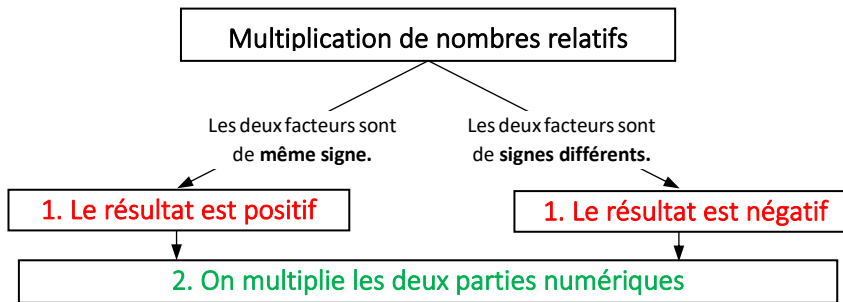 Multiplication de nombres relatifs
Les deux facteurs sont
de même signe.
Les deux facteurs sont
de signes différents.
1. Le résultat est positif
1. Le résultat est négatif
2. On multiplie les deux parties numériques